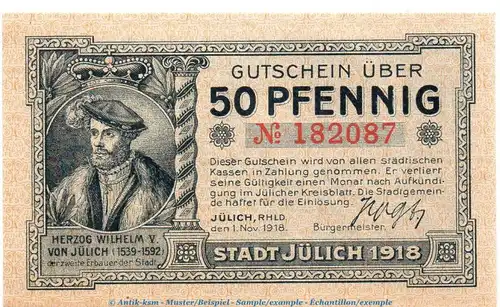 GUTSCHEIN ÜBER
50 PFENNIG
№ 182087
Dieser Gutschein wird von allen städtischen
Kassen in Zahlung genommen. Er verliert
seine Gültigkeit einen Monat nach Aufkündi-
gung im Jülicher Kreisblatt. Die Stadtgemein-
de haftet für die Einlösung.
JÜLICH, RHLD
d. 1. Nov. 1918.
Bürgermeister.
HERZOG WILHELM V.
VON JÜLICH (1539-1592)
der zweite Erbauer der Stadt.
STADT JÜLICH 1918
© Antik-ksm - Muster/Beispiel - Sample/exemple - Échantillon/exemple